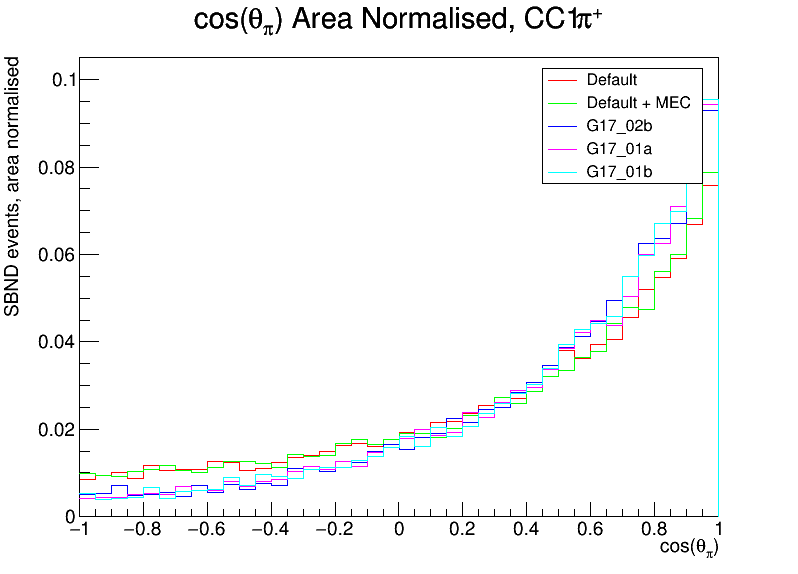 cos(θπ) Area Normalised, CC1π⁺
SBND events, area normalised
0.1
0.08
0.06
0.04
0.02
0
Default
Default + MEC
G17_02b
G17_01a
G17_01b
−1 −0.8 −0.6 −0.4 −0.2 0 0.2 0.4 0.6 0.8 1
cos(θπ)